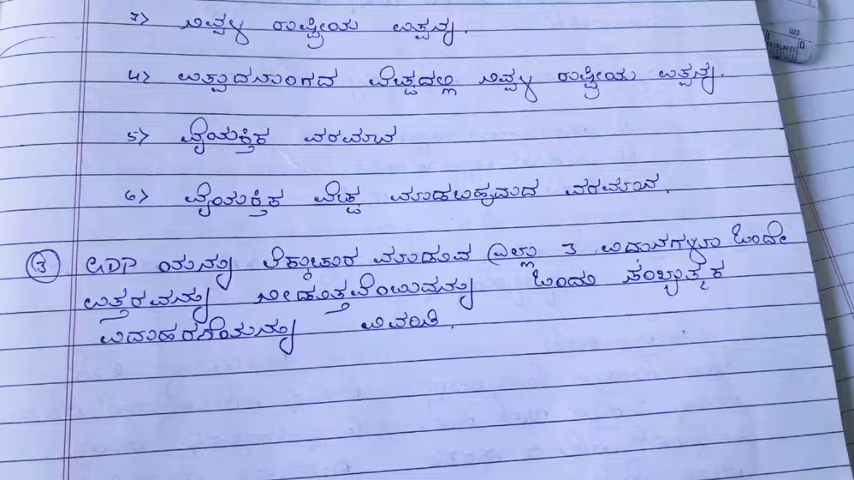 3> ನಿವ್ವಳ ರಾಷ್ಟ್ರೀಯ ಉತ್ಪನ್ನ.
4> ಉತ್ಪಾದನಾಂಗದ ವೆಚ್ಚದಲ್ಲಿ ನಿವ್ವಳ ರಾಷ್ಟ್ರೀಯ ಉತ್ಪನ್ನ.
5> ವೈಯಕ್ತಿಕ ವರಮಾನ
6> ವೈಯಕ್ತಿಕ ವೆಚ್ಚ ಮಾಡಬಹುದಾದ ವರಮಾನ.
③ GDP ಯನ್ನು ಲೆಕ್ಕಾಚಾರ ಮಾಡುವ ಎಲ್ಲಾ 3 ವಿಧಾನಗಳೂ ಒಂದೇ
ಉತ್ತರವನ್ನು ನೀಡುತ್ತವೆಯೆಂಬುದನ್ನು ಒಂದು ಸಂಖ್ಯಾತ್ಮಕ
ಉದಾಹರಣೆಯನ್ನು ವಿವರಿಸಿ.